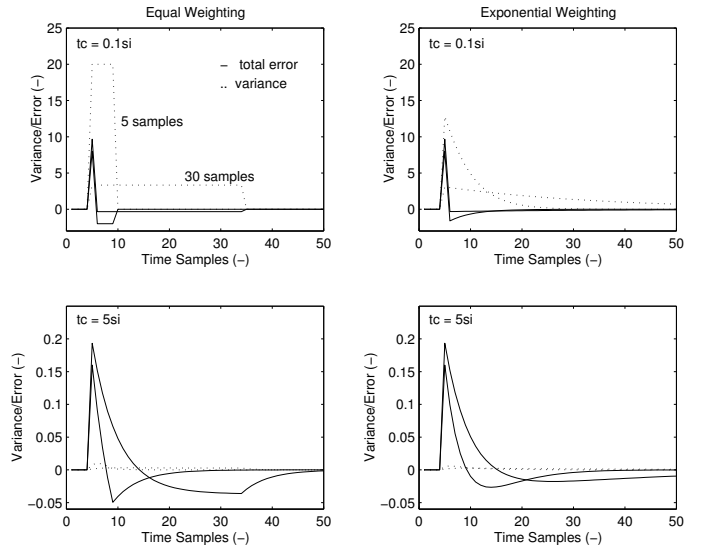 Equal Weighting
tc = 0.1si
– total error
.. variance
5 samples
30 samples
Variance/Error (−)
25
20
15
10
5
0
0 10 20 30 40 50
Time Samples (−)
Exponential Weighting
tc = 0.1si
Variance/Error (−)
25
20
15
10
5
0
0 10 20 30 40 50
Time Samples (−)
tc = 5si
Variance/Error (−)
0.2
0.15
0.1
0.05
0
−0.05
0 10 20 30 40 50
Time Samples (−)
tc = 5si
Variance/Error (−)
0.2
0.15
0.1
0.05
0
−0.05
0 10 20 30 40 50
Time Samples (−)